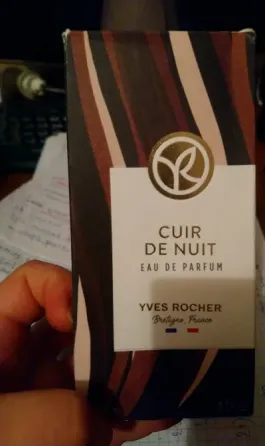 CUIR
DE NUIT
EAU DE PARFUM
YVES ROCHER
Bretagne, France